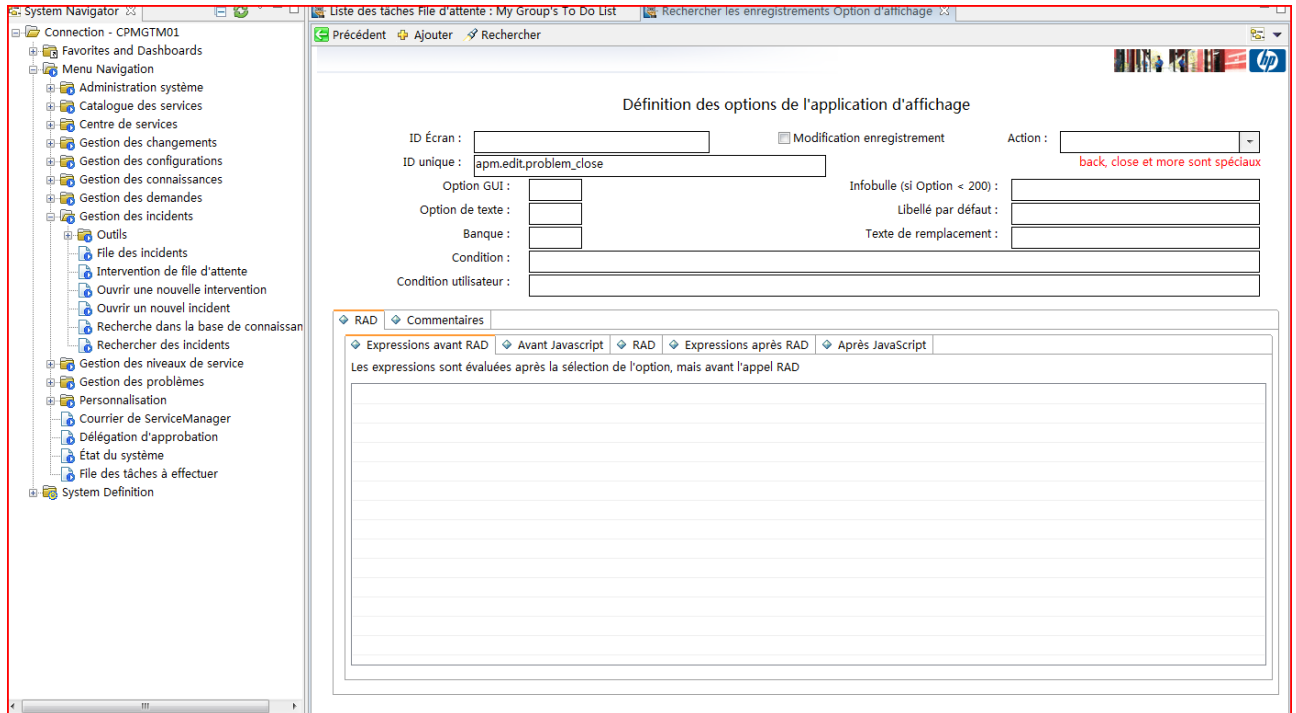 System Navigator
Connection - CPMGTM01
Favorites and Dashboards
Menu Navigation
Administration système
Catalogue des services
Centre de services
Gestion des changements
Gestion des configurations
Gestion des connaissances
Gestion des demandes
Gestion des incidents
Outils
File des incidents
Intervention de file d'attente
Ouvrir une nouvelle intervention
Ouvrir un nouvel incident
Recherche dans la base de connaissan
Rechercher des incidents
Gestion des niveaux de service
Gestion des problèmes
Personnalisation
Courrier de ServiceManager
Délégation d'approbation
État du système
File des tâches à effectuer
System Definition
Liste des tâches File d'attente : My Group's To Do List
Rechercher les enregistrements Option d'affichage
Précédent Ajouter Rechercher
hp
Définition des options de l'application d'affichage
ID Écran : Modification enregistrement Action :
ID unique : apm.edit.problem_close back, close et more sont spéciaux
Option GUI : Infobulle (si Option < 200) :
Option de texte : Libellé par défaut :
Banque : Texte de remplacement :
Condition :
Condition utilisateur :
RAD Commentaires
Expressions avant RAD Avant Javascript RAD Expressions après RAD Après JavaScript
Les expressions sont évaluées après la sélection de l'option, mais avant l'appel RAD